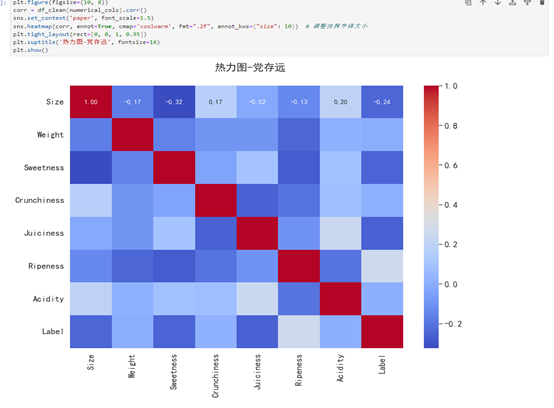 plt.figure(figsize=(10, 8))
corr = df_clean[numerical_cols].corr()
sns.set_context('paper', font_scale=1.5)
sns.heatmap(corr, annot=True, cmap='coolwarm', fmt=".2f", annot_kws={"size": 10}) # 调整注释字体大小
plt.tight_layout(rect=[0, 0, 1, 0.95])
plt.suptitle('热力图-党存远', fontsize=16)
plt.show()
热力图-党存远
Size 1.00 -0.17 -0.32 0.17 -0.02 -0.13 0.20 -0.24
Weight
Sweetness
Crunchiness
Juiciness
Ripeness
Acidity
Label
Size Weight Sweetness Crunchiness Juiciness Ripeness Acidity Label
1.0
0.8
0.6
0.4
0.2
0.0
-0.2